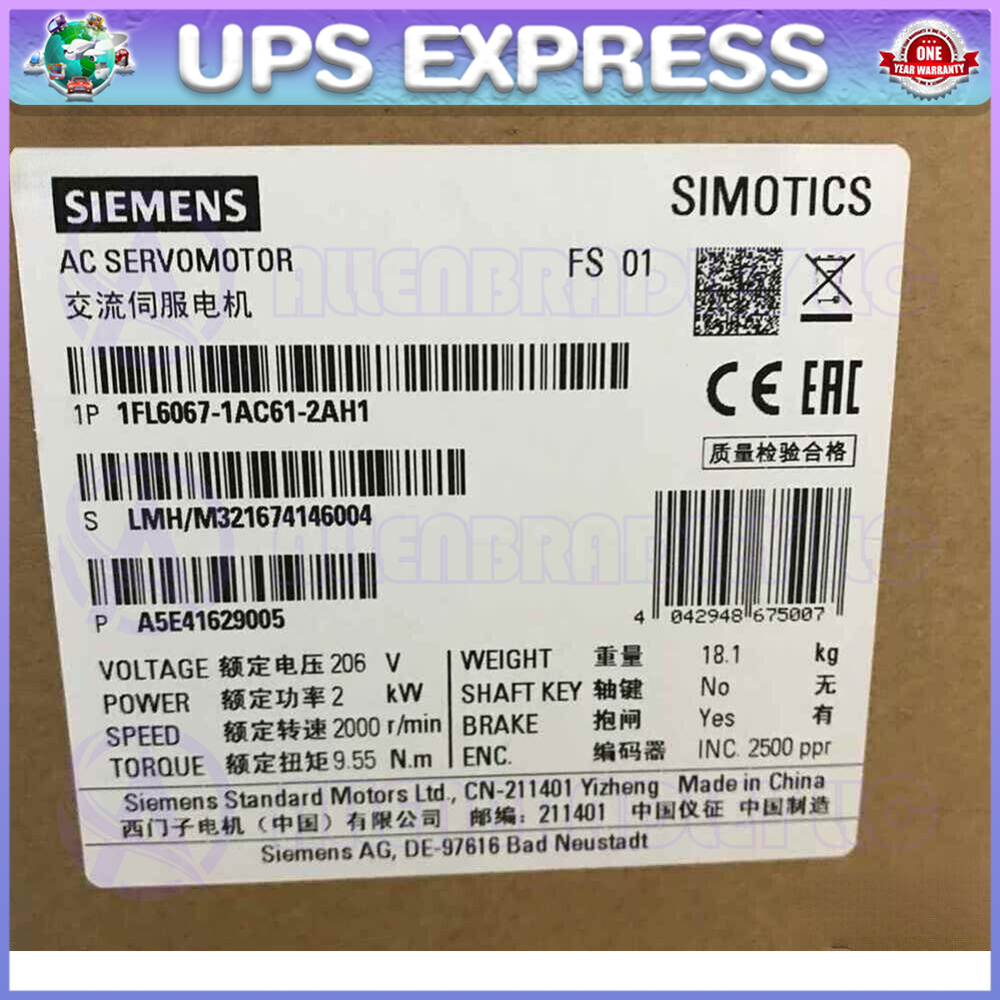 UPS EXPRESS
ONE
YEAR WARRANTY
SIEMENS
SIMOTICS
AC SERVOMOTOR
FS 01
交流伺服电机
1P 1FL6067-1AC61-2AH1
CE EAC
质量检验合格
S LMH/M321674146004
P A5E41629005
4 042948 675007
VOLTAGE 额定电压 206 V
POWER 额定功率 2 kW
SPEED 额定转速 2000 r/min
TORQUE 额定扭矩 9.55 N.m
WEIGHT 重量 18.1 kg
SHAFT KEY 轴键 No 无
BRAKE 抱闸 Yes 有
ENC. 编码器 INC. 2500 ppr
Siemens Standard Motors Ltd., CN-211401 Yizheng Made in China
西门子电机（中国）有限公司 邮编: 211401 中国仪征 中国制造
Siemens AG, DE-97616 Bad Neustadt
ALLENBRADLEYPLC
ALLENBRADLEYPLC